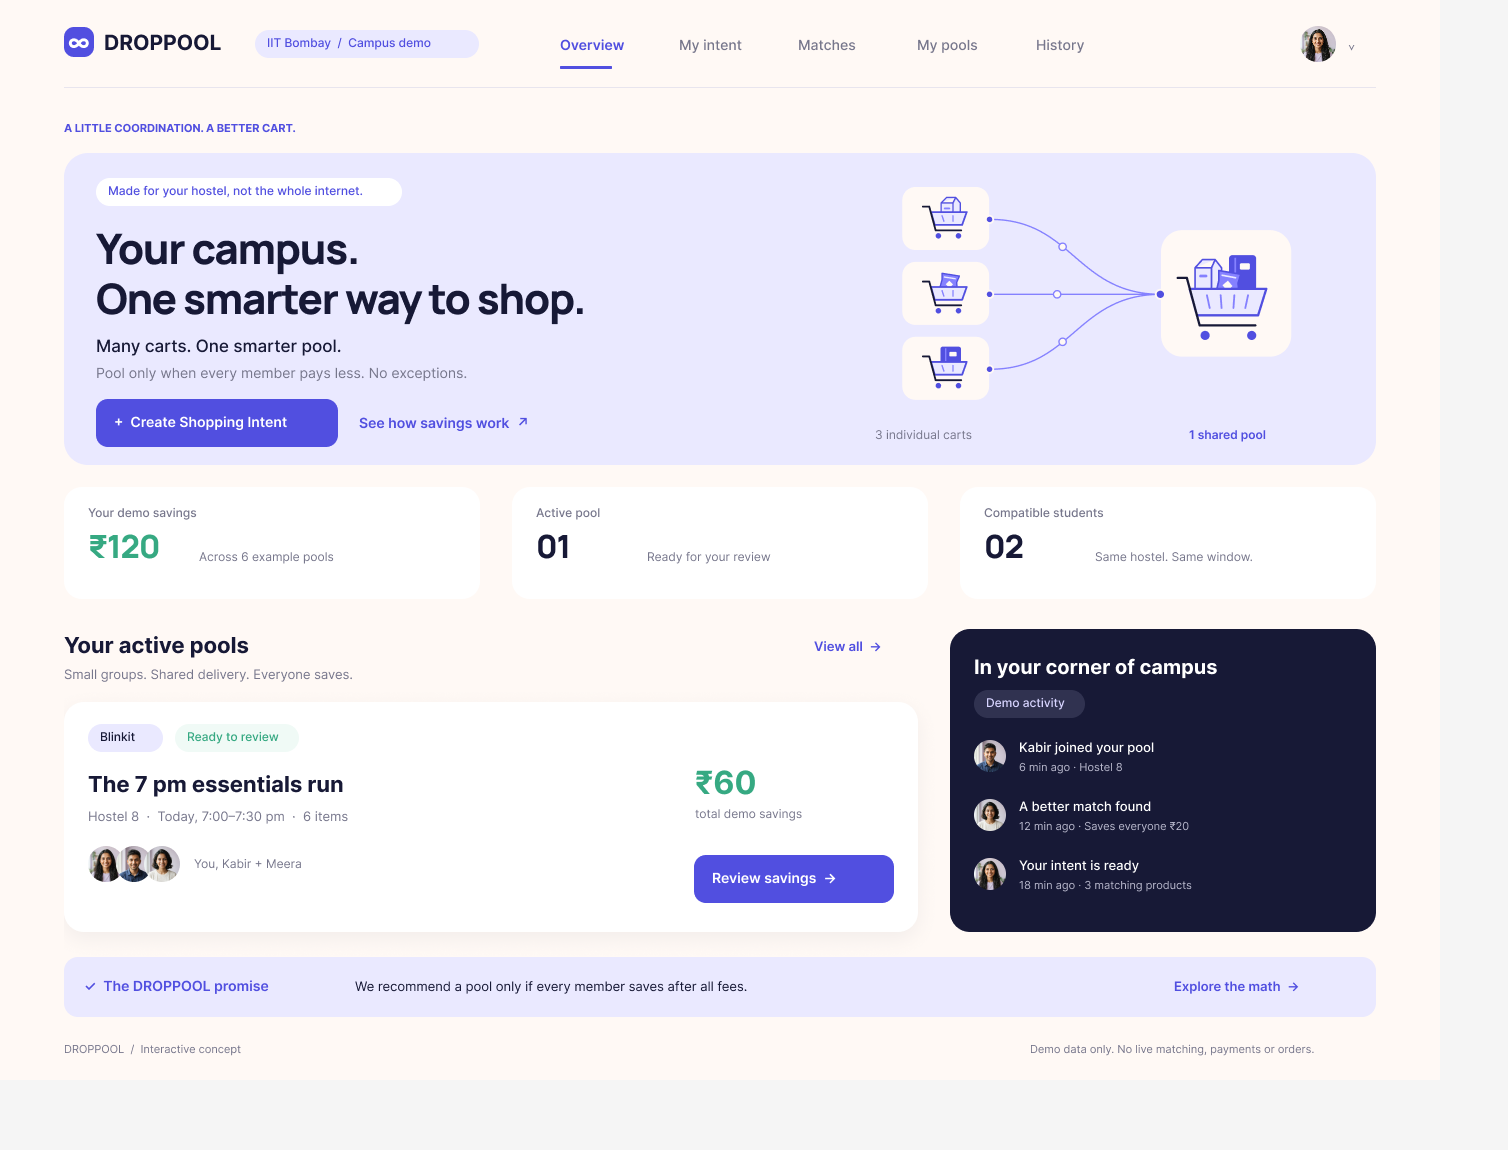 DROPPOOL
IIT Bombay / Campus demo
Overview
My intent
Matches
My pools
History
A LITTLE COORDINATION. A BETTER CART.
Made for your hostel, not the whole internet.
Your campus.
One smarter way to shop.
Many carts. One smarter pool.
Pool only when every member pays less. No exceptions.
+ Create Shopping Intent
See how savings work ↗
3 individual carts
1 shared pool
Your demo savings
₹120
Across 6 example pools
Active pool
01
Ready for your review
Compatible students
02
Same hostel. Same window.
Your active pools
View all →
Small groups. Shared delivery. Everyone saves.
Blinkit
Ready to review
The 7 pm essentials run
Hostel 8 · Today, 7:00–7:30 pm · 6 items
You, Kabir + Meera
₹60
total demo savings
Review savings →
In your corner of campus
Demo activity
Kabir joined your pool
6 min ago · Hostel 8
A better match found
12 min ago · Saves everyone ₹20
Your intent is ready
18 min ago · 3 matching products
✓ The DROPPOOL promise
We recommend a pool only if every member saves after all fees.
Explore the math →
DROPPOOL / Interactive concept
Demo data only. No live matching, payments or orders.